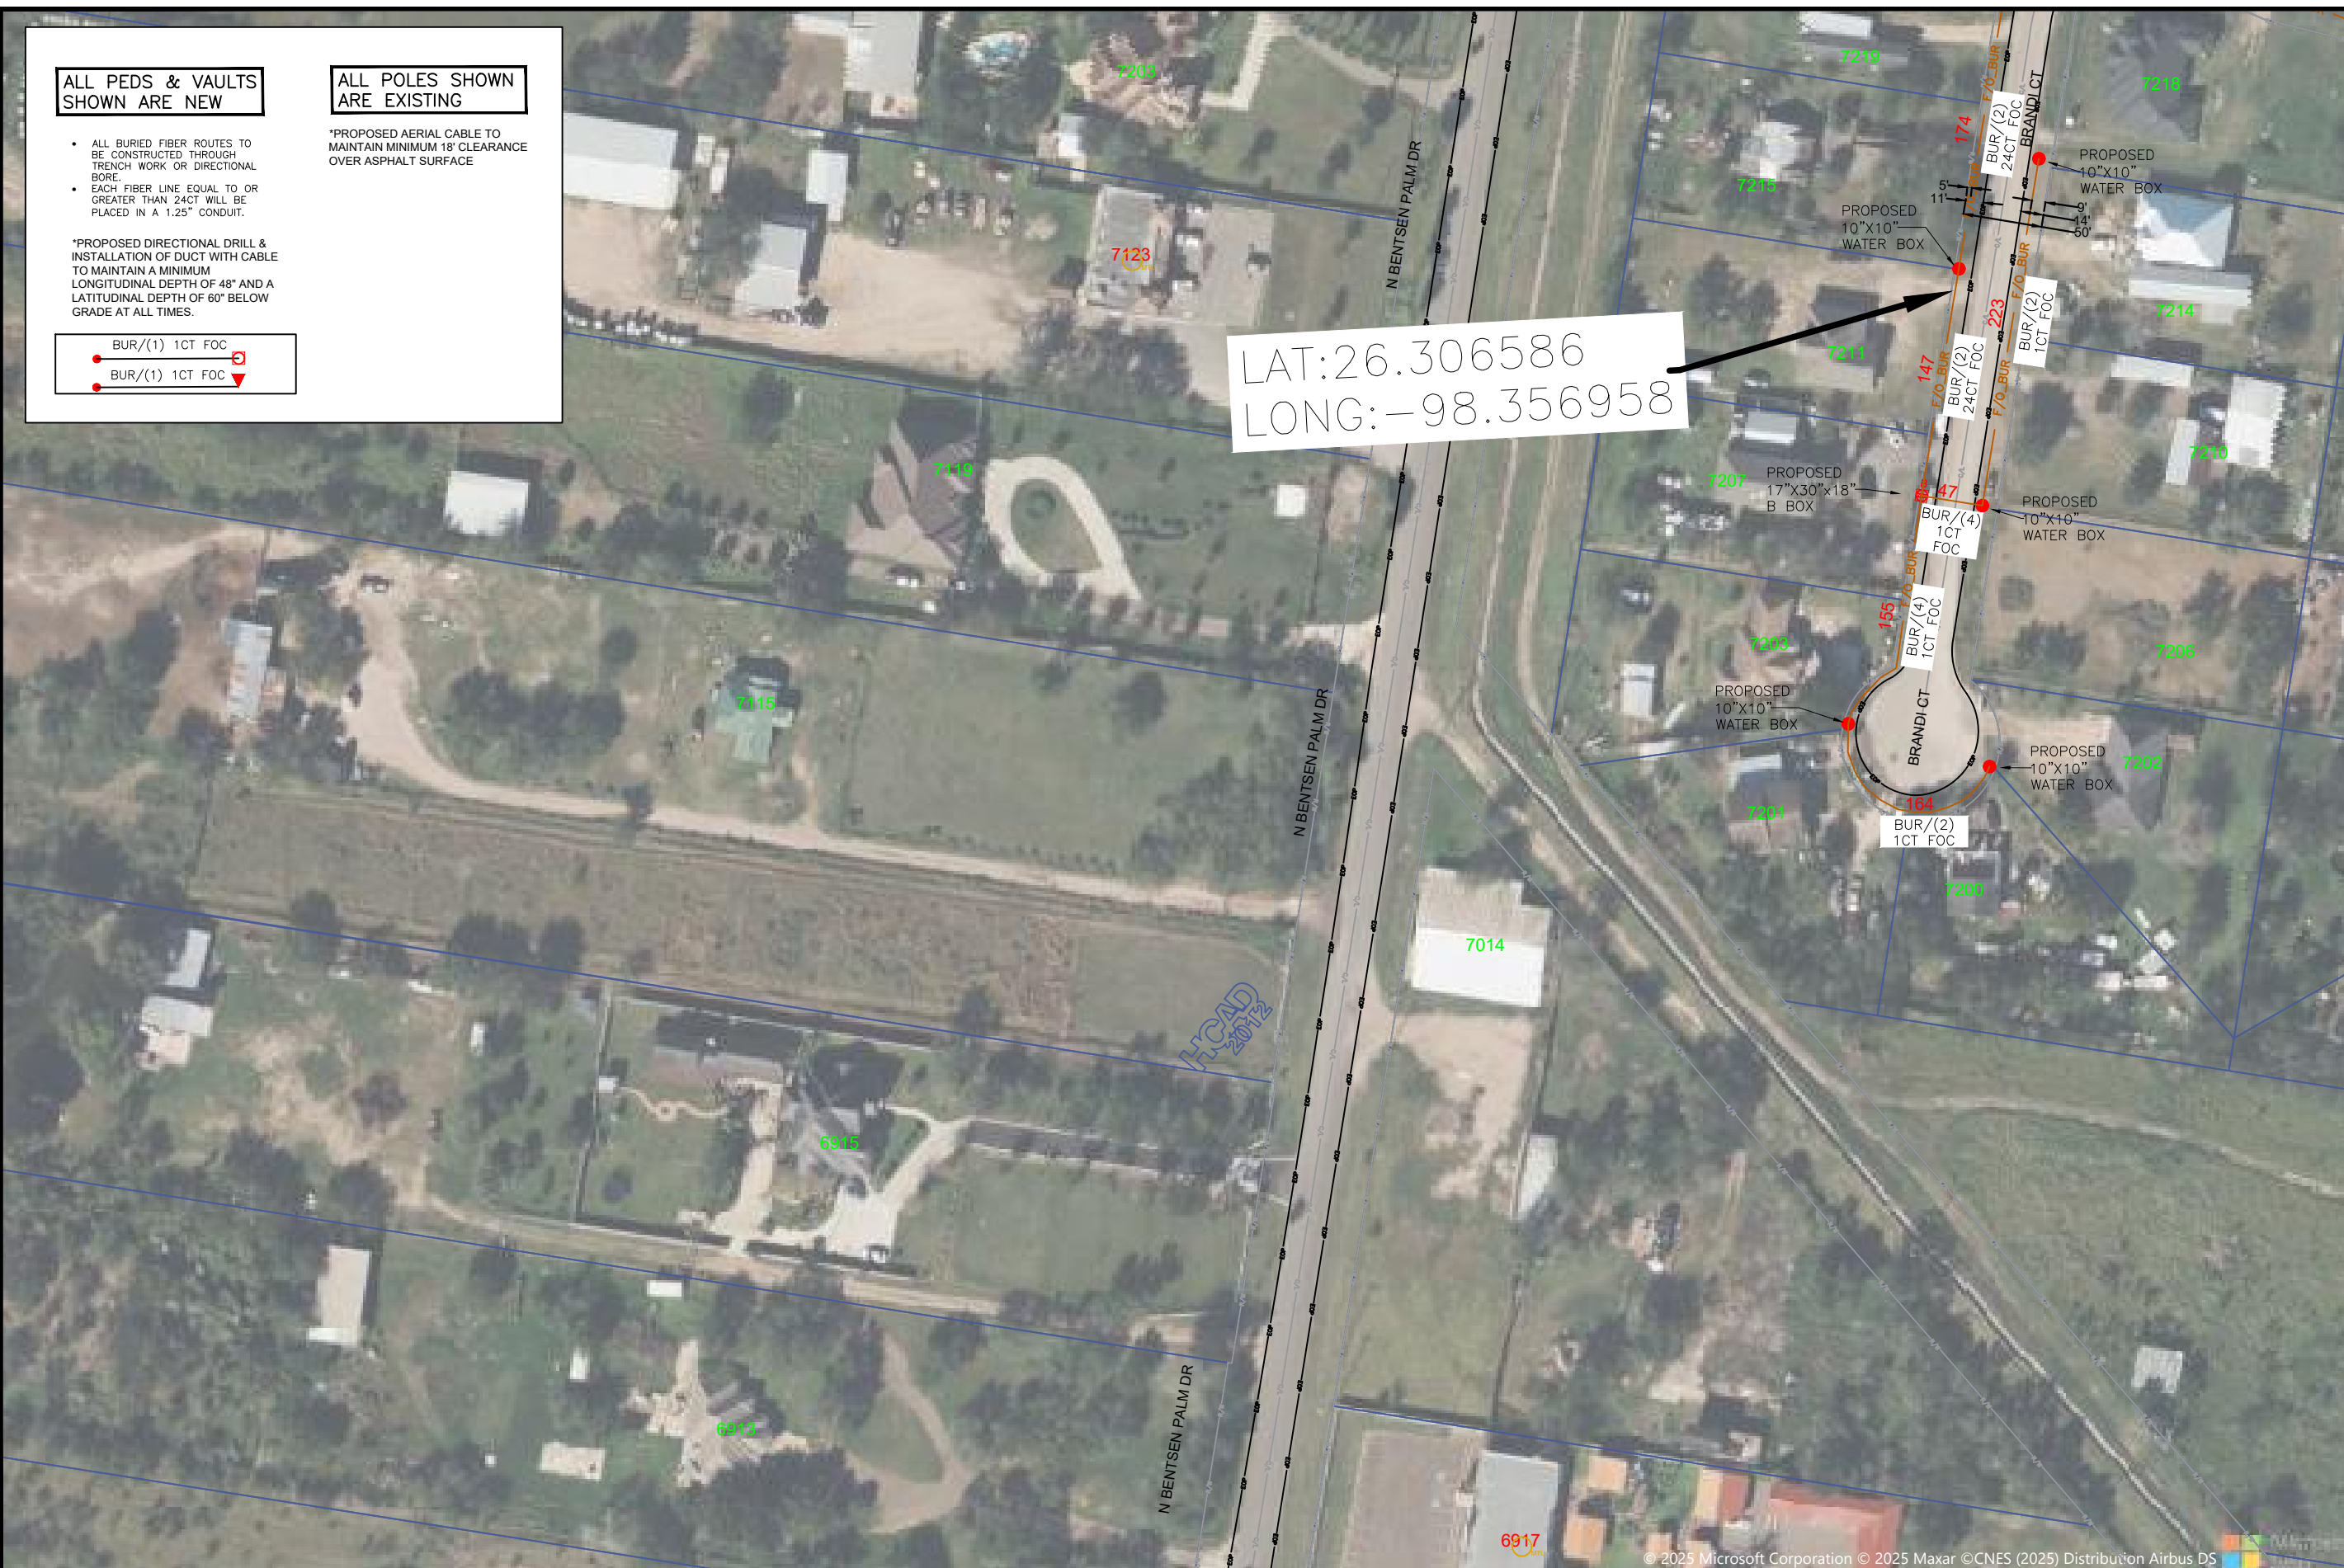 ALL PEDS & VAULTS
SHOWN ARE NEW
ALL POLES SHOWN
ARE EXISTING
• ALL BURIED FIBER ROUTES TO
BE CONSTRUCTED THROUGH
TRENCH WORK OR DIRECTIONAL
BORE.
• EACH FIBER LINE EQUAL TO OR
GREATER THAN 24CT WILL BE
PLACED IN A 1.25" CONDUIT.
*PROPOSED AERIAL CABLE TO
MAINTAIN MINIMUM 18' CLEARANCE
OVER ASPHALT SURFACE
*PROPOSED DIRECTIONAL DRILL &
INSTALLATION OF DUCT WITH CABLE
TO MAINTAIN A MINIMUM
LONGITUDINAL DEPTH OF 48" AND A
LATITUDINAL DEPTH OF 60" BELOW
GRADE AT ALL TIMES.
BUR/(1) 1CT FOC
BUR/(1) 1CT FOC
7203
7123
7119
7115
6915
6913
N BENTSEN PALM DR
N BENTSEN PALM DR
N BENTSEN PALM DR
HCAD
2012
7014
6917
LAT:26.306586
LONG:-98.356958
7219
7218
7215
7214
7211
7210
7207
7206
7203
7202
7201
7200
BRANDI CT
BRANDI CT
174
BUR/(2)
24CT FOC
F/O_BUR
PROPOSED
10"X10"
WATER BOX
5'
11'
9'
14'
50'
PROPOSED
10"X10"
WATER BOX
F/O_BUR
223
BUR/(2)
1CT FOC
147
F/O_BUR
BUR/(2)
24CT FOC
F/O_BUR
PROPOSED
17"X30"x18"
B BOX
47
PROPOSED
10"X10"
WATER BOX
BUR/(4)
1CT
FOC
F/O_BUR
155
BUR/(4)
1CT FOC
PROPOSED
10"X10"
WATER BOX
PROPOSED
10"X10"
WATER BOX
164
BUR/(2)
1CT FOC
EOP
© 2025 Microsoft Corporation © 2025 Maxar ©CNES (2025) Distribution Airbus DS